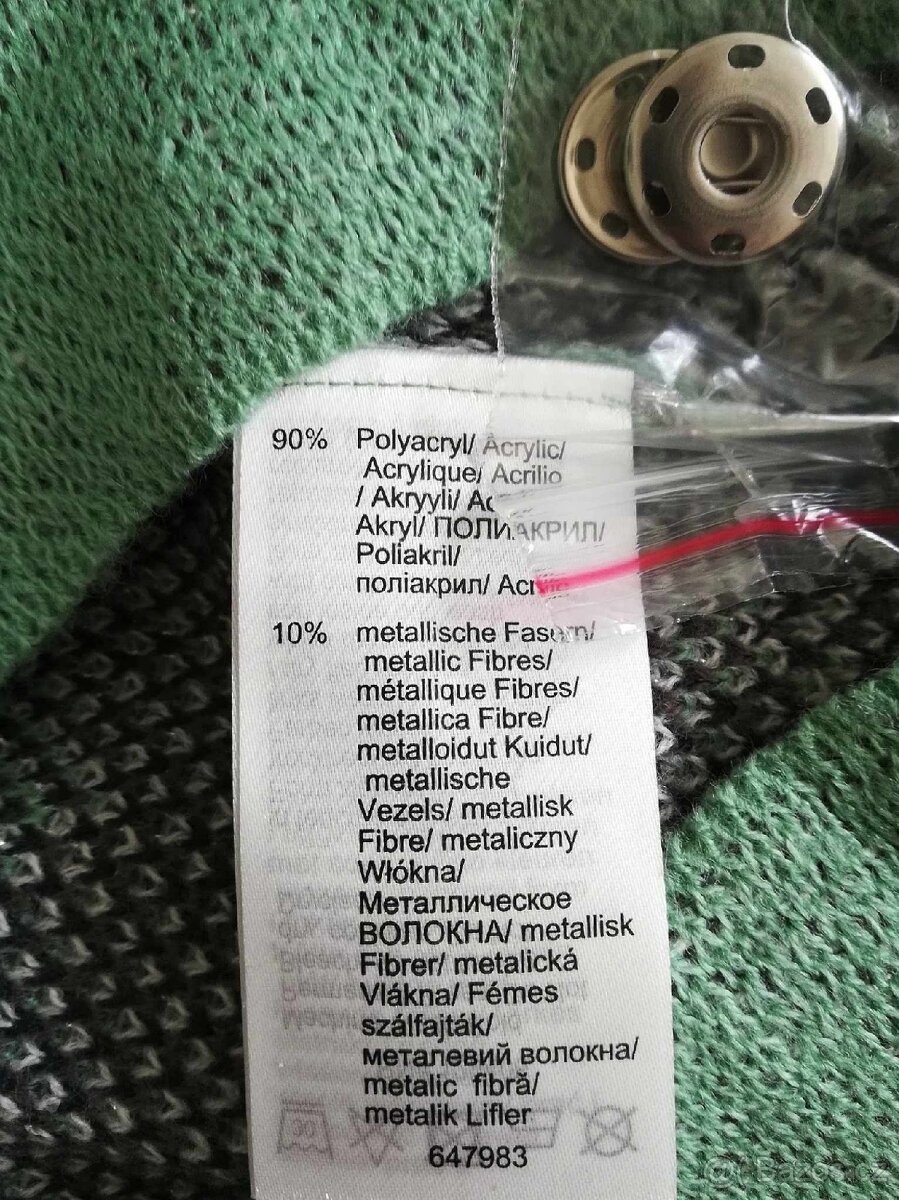 90% Polyacryl/ Acrylic/
Acrylique/ Acrilio
/ Akryyli/
Akryl/ ПОЛИАКРИЛ/
Poliakril/
поліакрил/
10% metallische Fasern/
metallic Fibres/
métallique Fibres/
metallica Fibre/
metalloidut Kuidut/
metallische
Vezels/ metallisk
Fibre/ metaliczny
Włókna/
Металлическое
ВОЛОКНА/ metallisk
Fibrer/ metalická
Vlákna/ Fémes
szálfajták/
металевий волокна/
metalic fibră/
metalik Lifler
30
647983